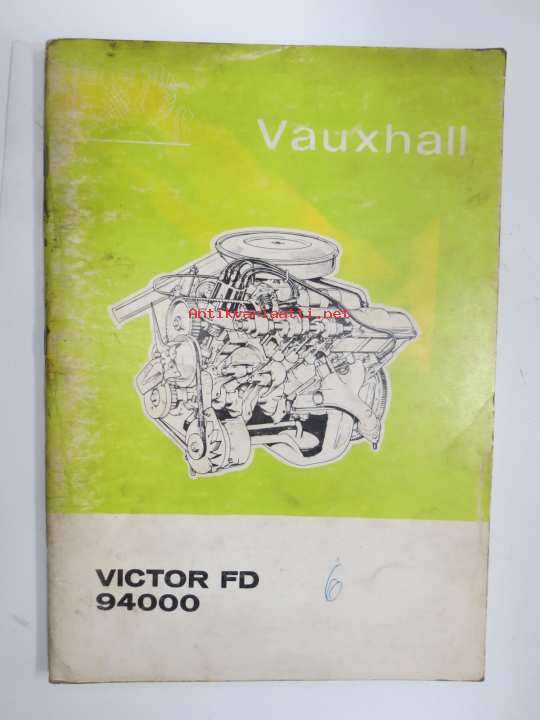 Vauxhall
Antikvariaatti.net
VICTOR FD
94000
6